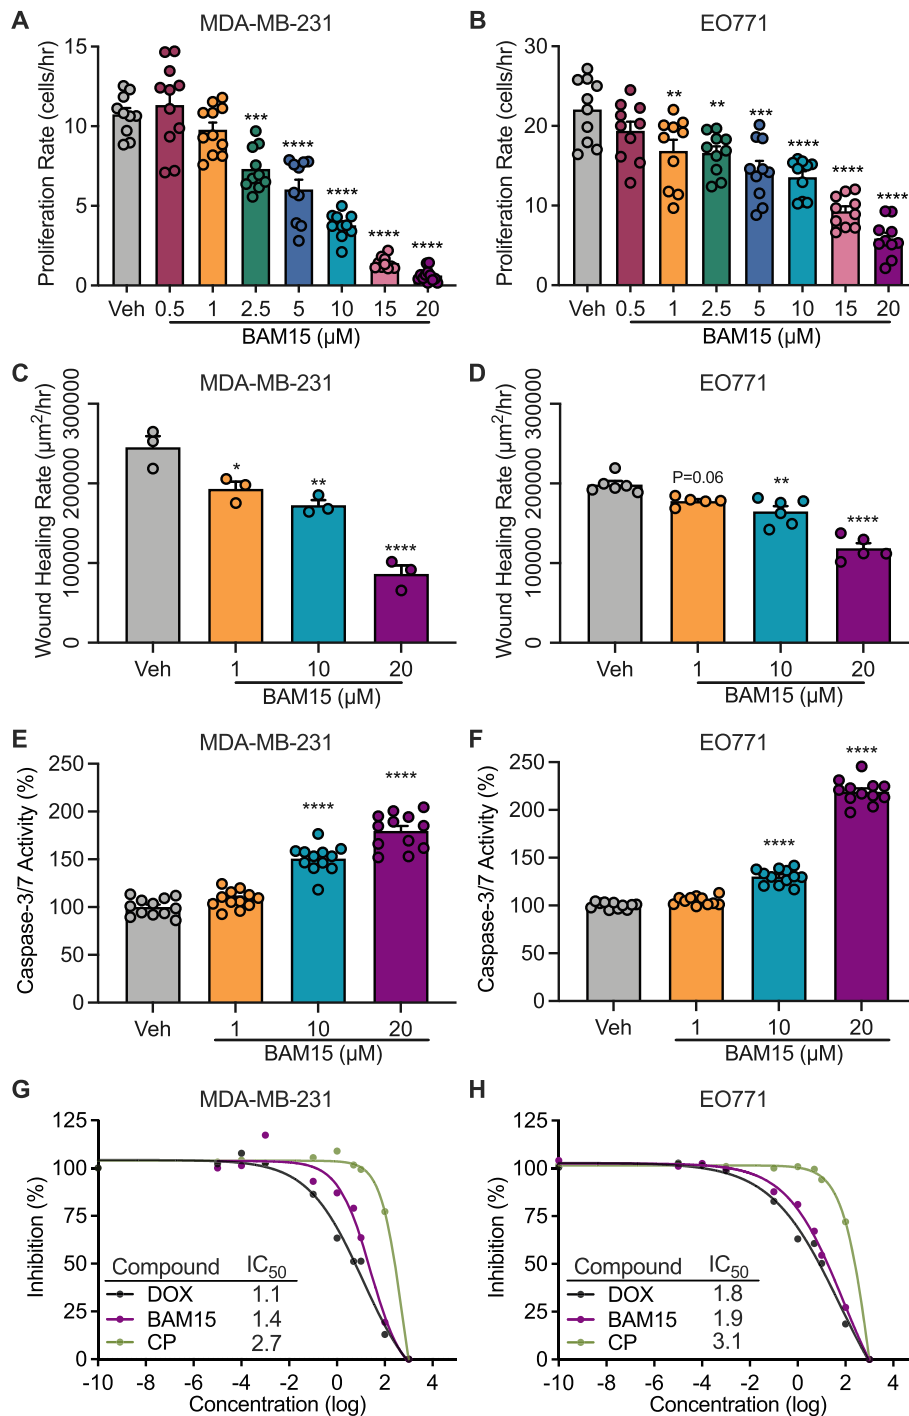 A
MDA-MB-231
Proliferation Rate (cells/hr)
15
10
5
0
***
****
****
****
****
Veh 0.5 1 2.5 5 10 15 20
BAM15 (µM)
B
EO771
Proliferation Rate (cells/hr)
30
20
10
0
**
**
***
****
****
****
Veh 0.5 1 2.5 5 10 15 20
BAM15 (µM)
C
MDA-MB-231
Wound Healing Rate (µm²/hr)
300000
200000
100000
0
*
**
****
Veh 1 10 20
BAM15 (µM)
D
EO771
Wound Healing Rate (µm²/hr)
300000
200000
100000
0
P=0.06
**
****
Veh 1 10 20
BAM15 (µM)
E
MDA-MB-231
Caspase-3/7 Activity (%)
250
200
150
100
50
0
****
****
Veh 1 10 20
BAM15 (µM)
F
EO771
Caspase-3/7 Activity (%)
250
200
150
100
50
0
****
****
Veh 1 10 20
BAM15 (µM)
G
MDA-MB-231
Inhibition (%)
125
100
75
50
25
0
Compound IC50
DOX 1.1
BAM15 1.4
CP 2.7
-10 -8 -6 -4 -2 0 2 4
Concentration (log)
H
EO771
Inhibition (%)
125
100
75
50
25
0
Compound IC50
DOX 1.8
BAM15 1.9
CP 3.1
-10 -8 -6 -4 -2 0 2 4
Concentration (log)